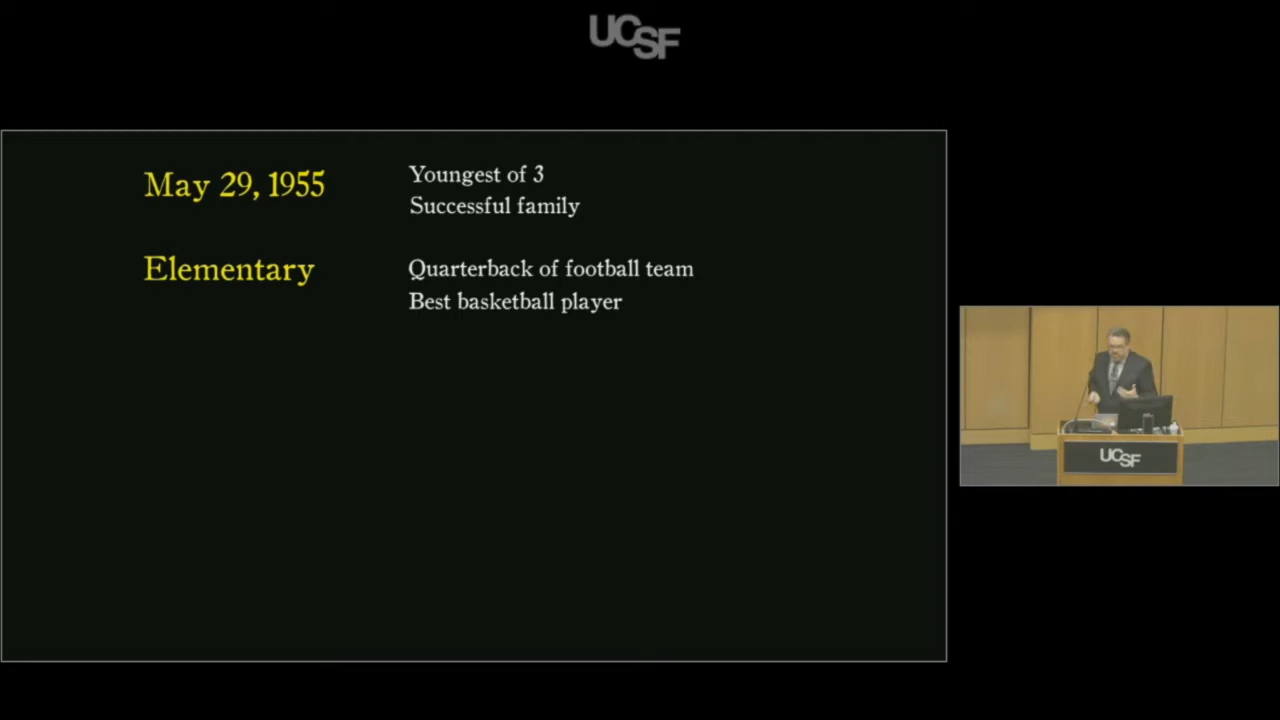 UCSF
May 29, 1955
Youngest of 3
Successful family
Elementary
Quarterback of football team
Best basketball player
UCSF